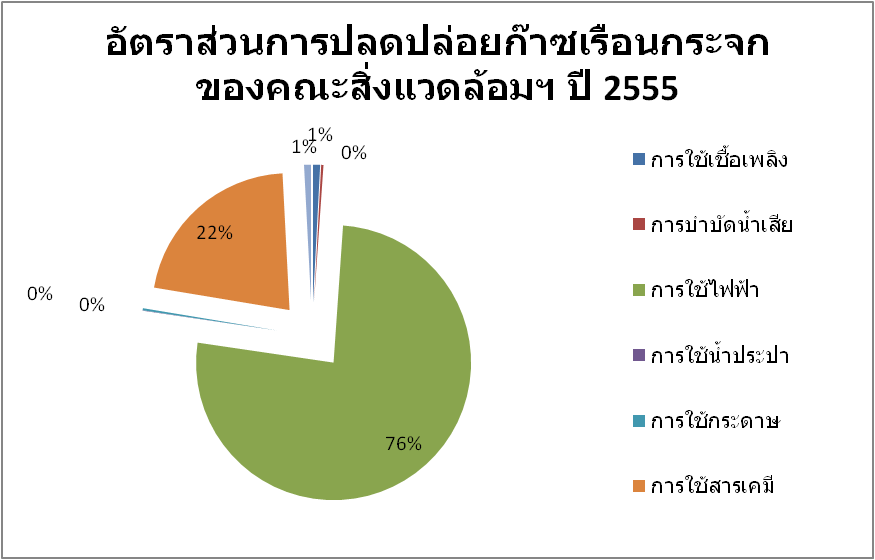 อัตราส่วนการปลดปล่อยก๊าซเรือนกระจก
ของคณะสิ่งแวดล้อมฯ ปี 2555
1%
1%
0%
22%
0%
0%
76%
การใช้เชื้อเพลิง
การบำบัดน้ำเสีย
การใช้ไฟฟ้า
การใช้น้ำประปา
การใช้กระดาษ
การใช้สารเคมี